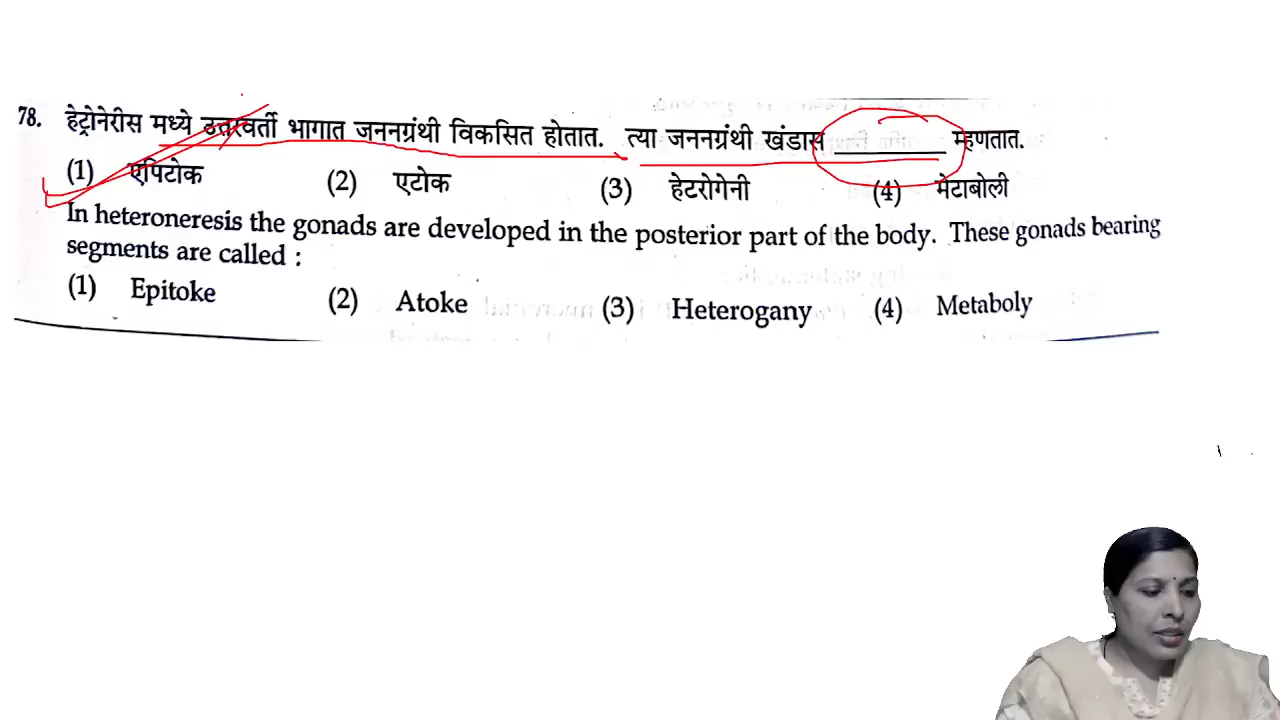 78. हेट्रोनेरीस मध्ये उत्तरवर्ती भागात जननग्रंथी विकसित होतात. त्या जननग्रंथी खंडास ________ म्हणतात.
(1) एपिटोक (2) एटोक (3) हेटरोगेनी (4) मेटाबोली
In heteroneresis the gonads are developed in the posterior part of the body. These gonads bearing
segments are called :
(1) Epitoke (2) Atoke (3) Heterogany (4) Metaboly